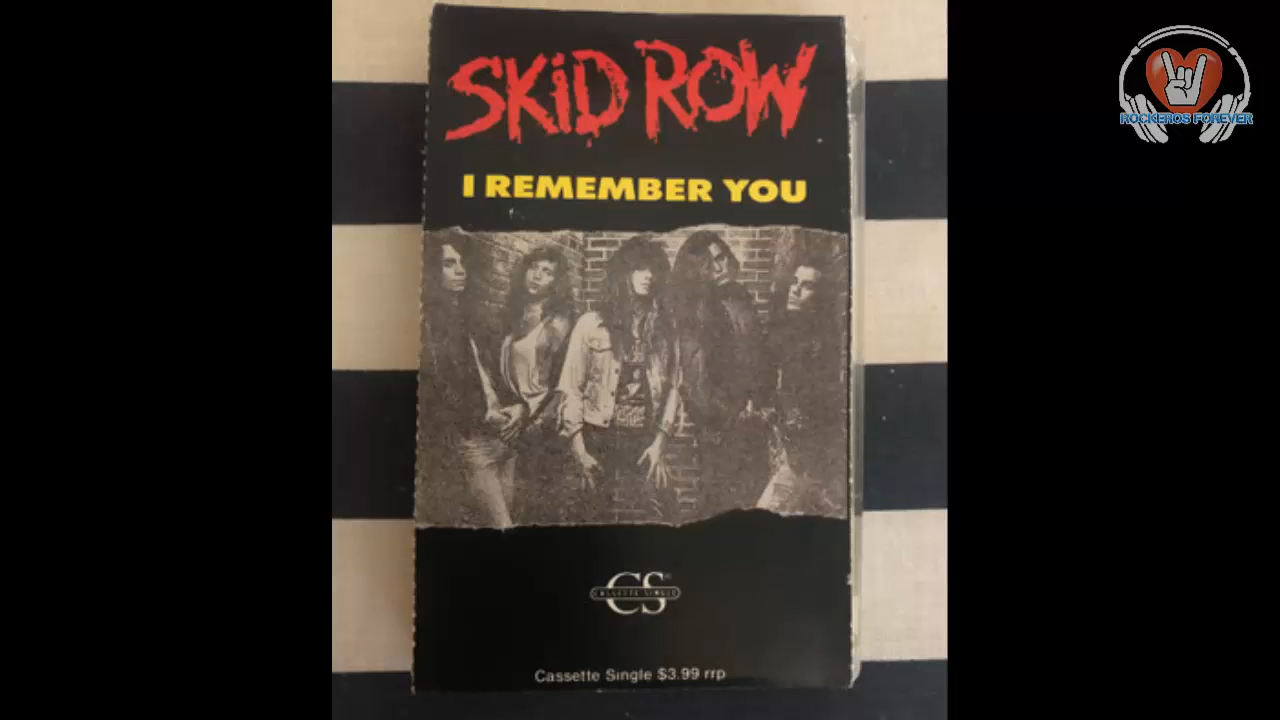 SKiD ROW
I REMEMBER YOU
CS
CASSETTE SINGLE
Cassette Single $3.99 rrp
ROCKEROS FOREVER